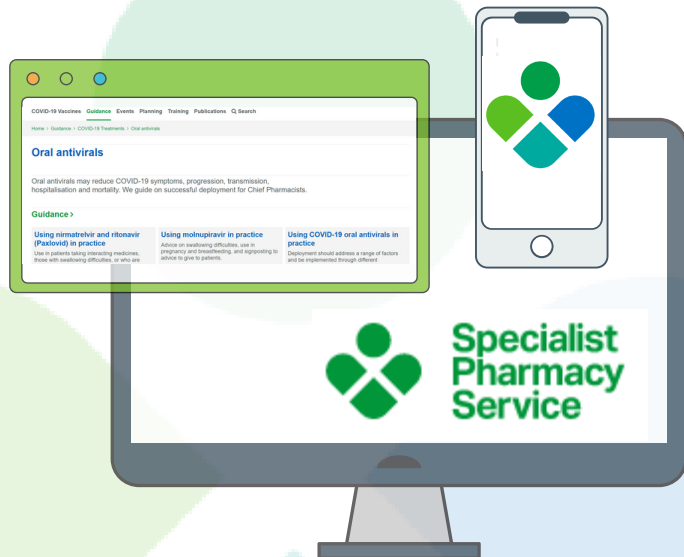 COVID-19 Vaccines Guidance Events Planning Training Publications Search
Home > Guidance > COVID-19 Treatments > Oral antivirals
Oral antivirals
Oral antivirals may reduce COVID-19 symptoms, progression, transmission,
hospitalisation and mortality. We guide on successful deployment for Chief Pharmacists.
Guidance >
Using nirmatrelvir and ritonavir
(Paxlovid) in practice
Use in patients taking interacting medicines,
those with swallowing difficulties, or who are
Using molnupiravir in practice
Advice on swallowing difficulties, use in
pregnancy and breastfeeding, and signposting to
advice to give to patients.
Using COVID-19 oral antivirals in
practice
Deployment should address a range of factors
and be implemented through different
Specialist
Pharmacy
Service